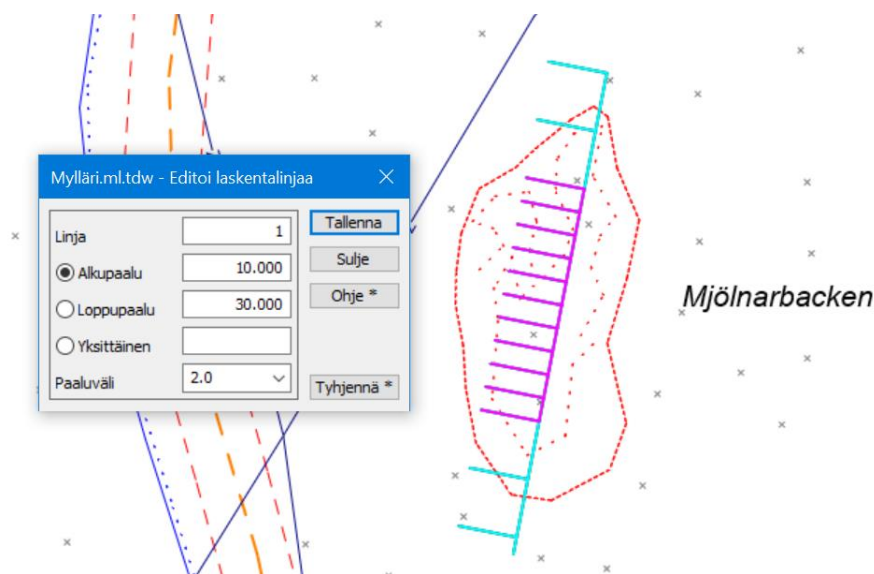 Mylläri.ml.tdw - Editoi laskentalinjaa
Linja 1 Tallenna
Alkupaalu 10.000 Sulje
Loppupaalu 30.000 Ohje *
Yksittäinen
Paaluväli 2.0 Tyhjennä *
Mjölnarbacken